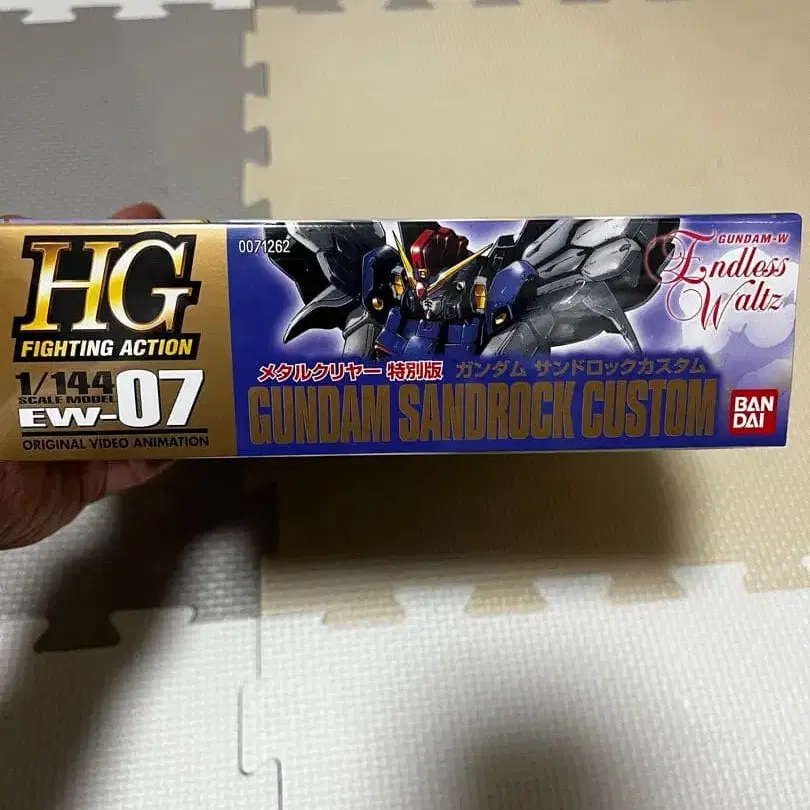 HG
FIGHTING ACTION
1/144
SCALE MODEL
EW-07
ORIGINAL VIDEO ANIMATION
0071262
GUNDAM-W
Endless
Waltz
メタルクリヤー 特別版 ガンダム サンドロックカスタム
GUNDAM SANDROCK CUSTOM
BAN
DAI